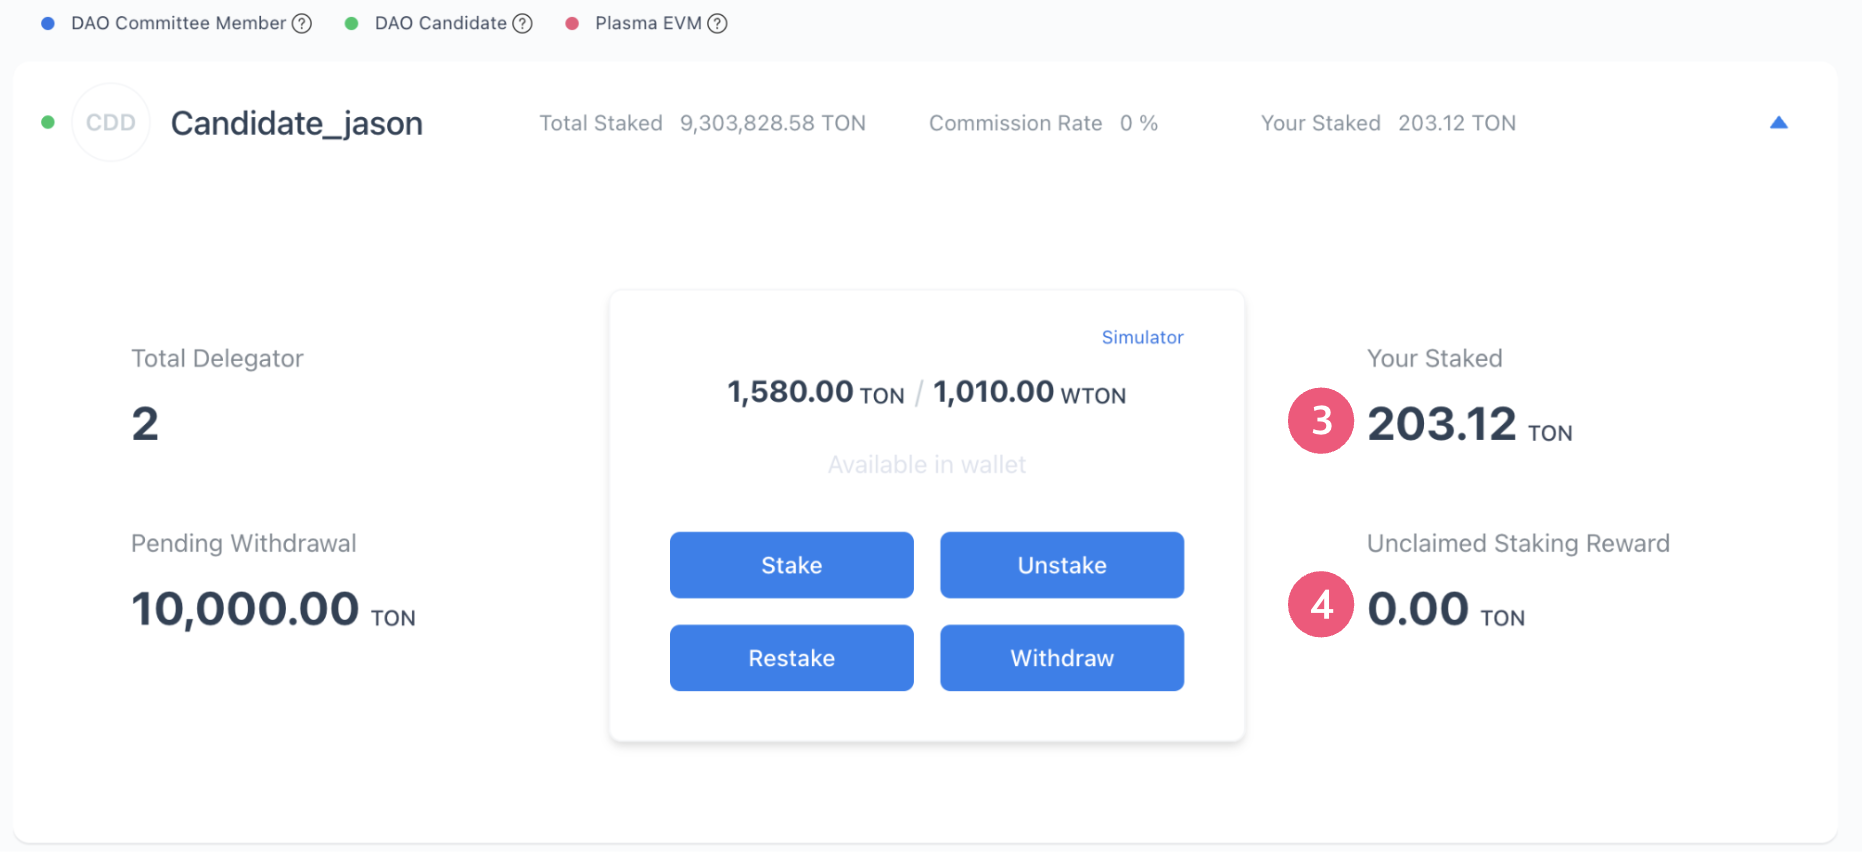 DAO Committee Member ? DAO Candidate ? Plasma EVM ?
CDD Candidate_jason Total Staked 9,303,828.58 TON Commission Rate 0 % Your Staked 203.12 TON
Simulator
Total Delegator
2
1,580.00 TON / 1,010.00 WTON
Available in wallet
Your Staked
3 203.12 TON
Pending Withdrawal
10,000.00 TON
Stake Unstake
Restake Withdraw
Unclaimed Staking Reward
4 0.00 TON